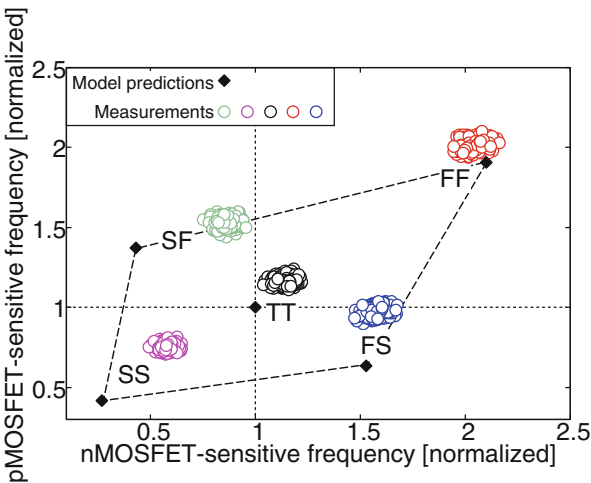 pMOSFET-sensitive frequency [normalized]
2.5
Model predictions
Measurements
2
FF
1.5
SF
1
TT
FS
SS
0.5
0.5 1 1.5 2 2.5
nMOSFET-sensitive frequency [normalized]